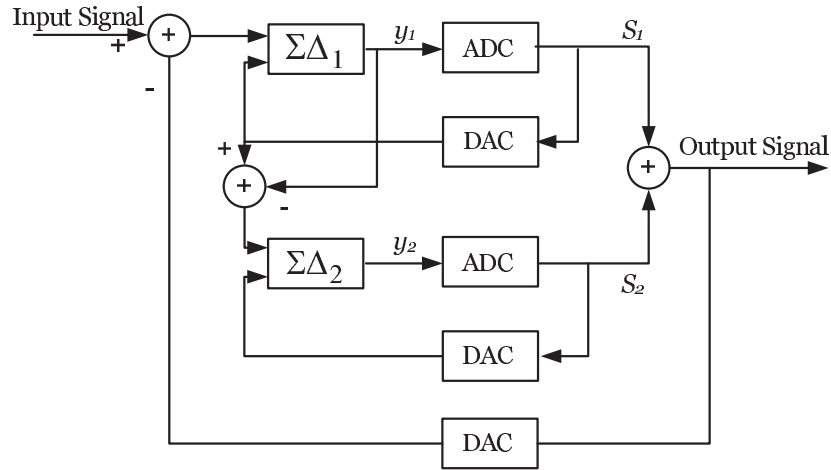 Input Signal
+
+
-
ΣΔ1
y1
ADC
S1
DAC
+
+
-
+
Output Signal
ΣΔ2
y2
ADC
S2
DAC
DAC